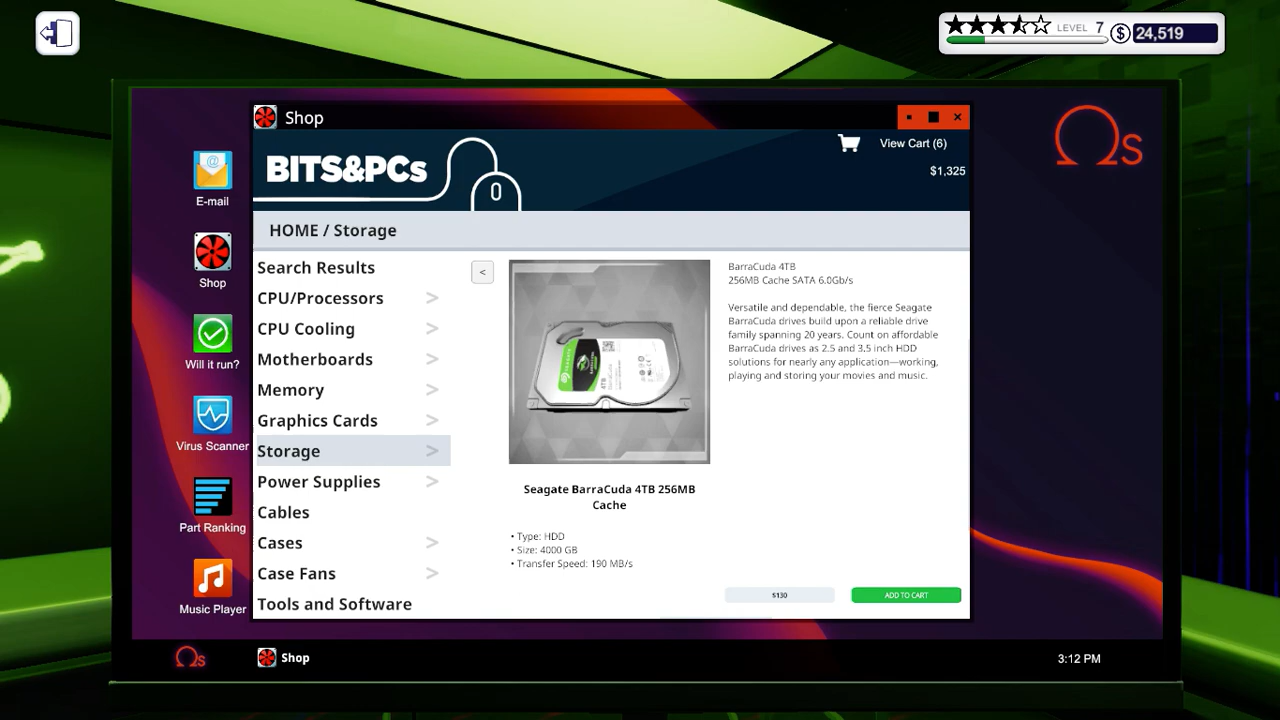 LEVEL 7
$ 24,519
Shop
BITS&PCs
View Cart (6)
$1,325
HOME / Storage
E-mail
Shop
Will it run?
Virus Scanner
Part Ranking
Music Player
Search Results
CPU/Processors >
CPU Cooling >
Motherboards >
Memory >
Graphics Cards >
Storage >
Power Supplies >
Cables
Cases >
Case Fans >
Tools and Software
<
SEAGATE
4TB
BarraCuda
Seagate BarraCuda 4TB 256MB
Cache
• Type: HDD
• Size: 4000 GB
• Transfer Speed: 190 MB/s
BarraCuda 4TB
256MB Cache SATA 6.0Gb/s
Versatile and dependable, the fierce Seagate
BarraCuda drives build upon a reliable drive
family spanning 20 years. Count on affordable
BarraCuda drives as 2.5 and 3.5 inch HDD
solutions for nearly any application—working,
playing and storing your movies and music.
$130
ADD TO CART
Ωs
Ωs
Shop
3:12 PM